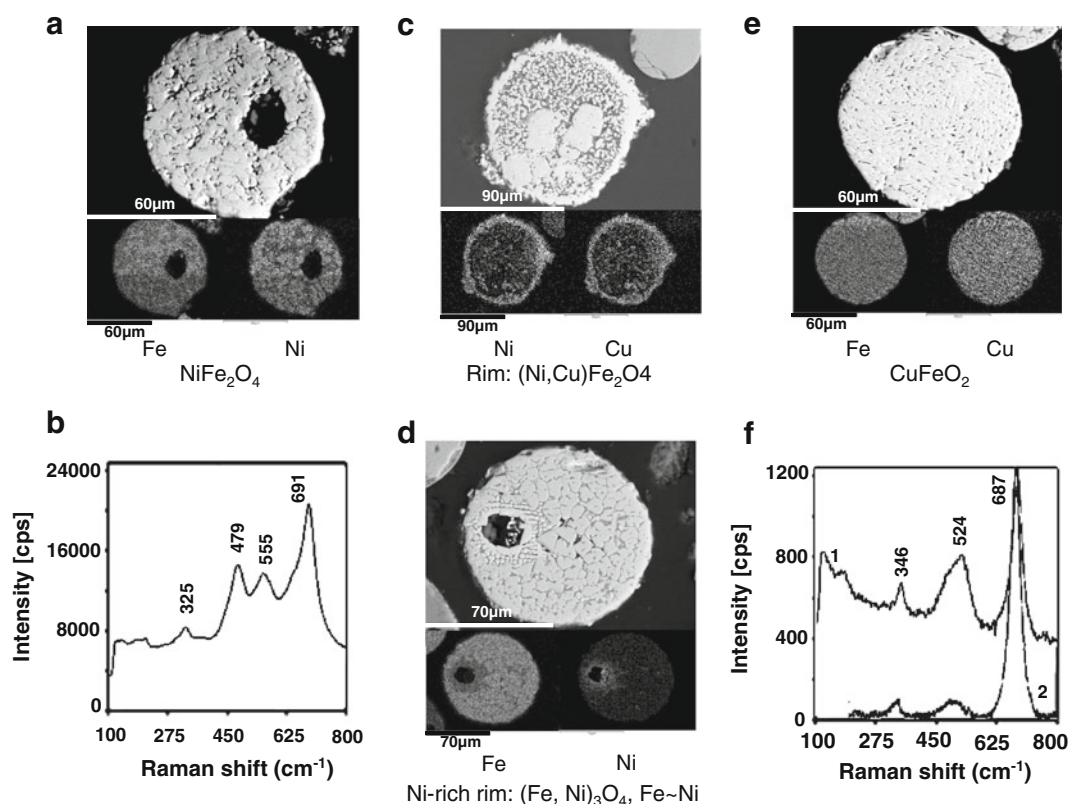 a
60µm
60µm
Fe Ni
NiFe₂O₄
b
24000
16000
8000
0
Intensity [cps]
325
479
555
691
100 275 450 625 800
Raman shift (cm⁻¹)
c
90µm
90µm
Ni Cu
Rim: (Ni,Cu)Fe₂O4
d
70µm
70µm
Fe Ni
Ni-rich rim: (Fe, Ni)₃O₄, Fe~Ni
e
60µm
60µm
Fe Cu
CuFeO₂
f
1200
800
400
0
Intensity [cps]
1
346
524
687
2
100 275 450 625 800
Raman shift (cm⁻¹)